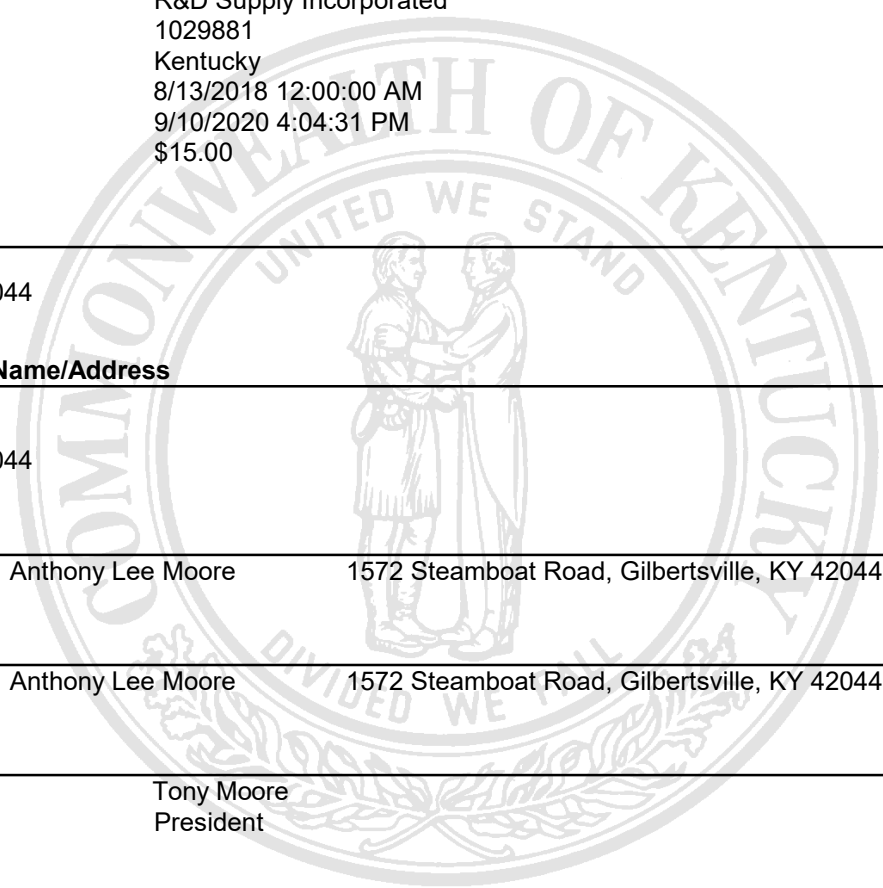 R&D Supply Incorporated
1029881
Kentucky
8/13/2018 12:00:00 AM
9/10/2020 4:04:31 PM
$15.00
COMMONWEALTH OF KENTUCKY
UNITED WE STAND
044
Name/Address
044
Anthony Lee Moore 1572 Steamboat Road, Gilbertsville, KY 42044
Anthony Lee Moore 1572 Steamboat Road, Gilbertsville, KY 42044
DIVIDED WE FALL
Tony Moore
President